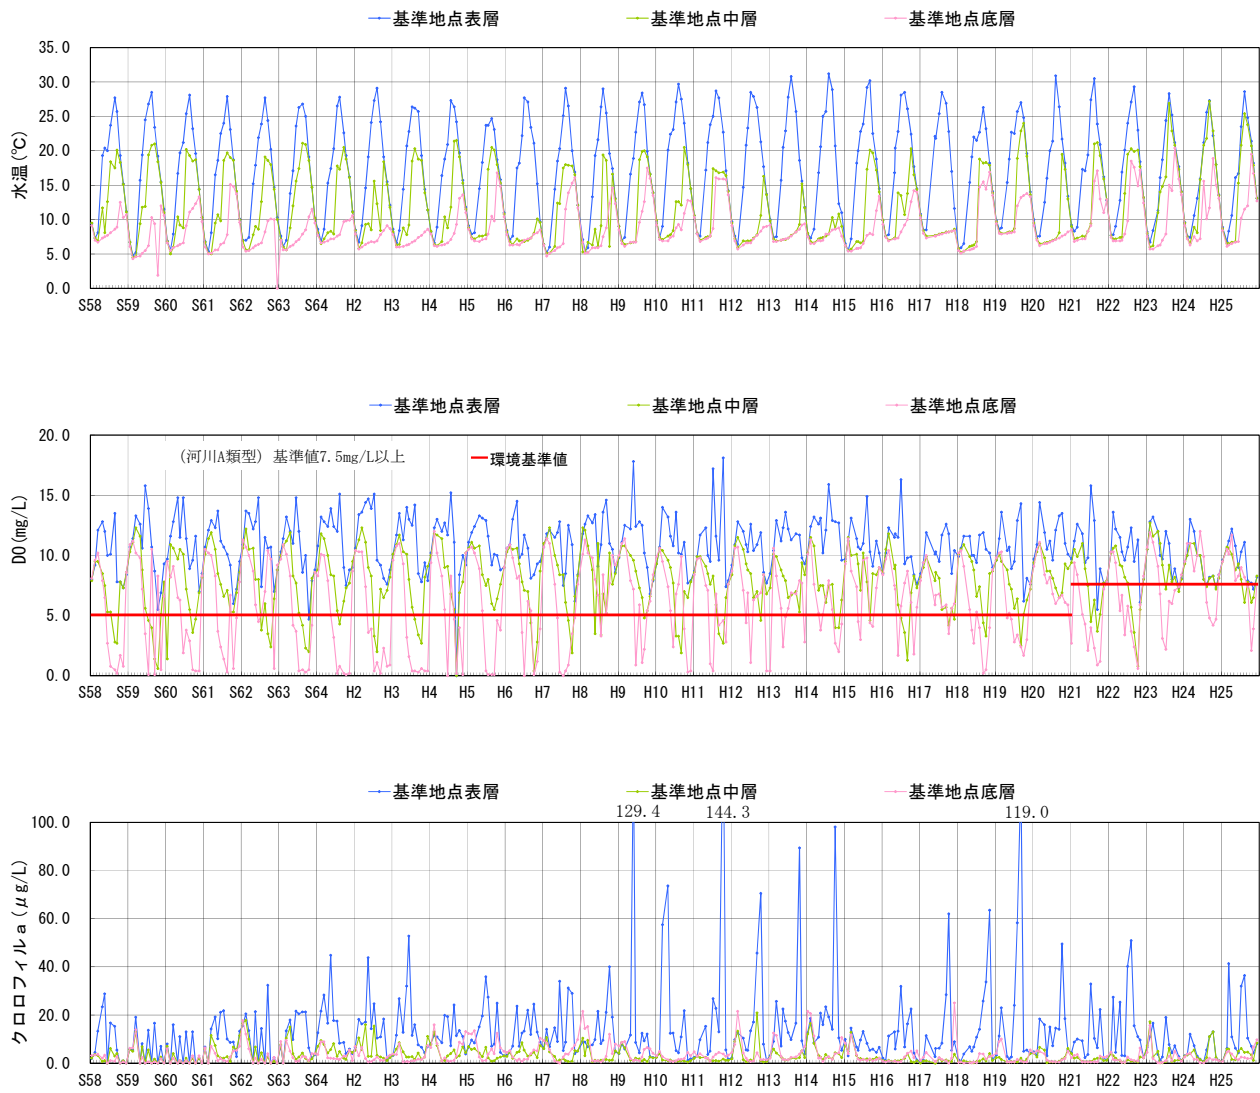 基準地点表層 基準地点中層 基準地点底層
35.0
30.0
25.0
20.0
15.0
10.0
5.0
0.0
水温(℃)
S58 S59 S60 S61 S62 S63 S64 H2 H3 H4 H5 H6 H7 H8 H9 H10 H11 H12 H13 H14 H15 H16 H17 H18 H19 H20 H21 H22 H23 H24 H25
基準地点表層 基準地点中層 基準地点底層
20.0
(河川A類型) 基準値7.5mg/L以上 環境基準値
15.0
10.0
5.0
0.0
DO(mg/L)
S58 S59 S60 S61 S62 S63 S64 H2 H3 H4 H5 H6 H7 H8 H9 H10 H11 H12 H13 H14 H15 H16 H17 H18 H19 H20 H21 H22 H23 H24 H25
基準地点表層 基準地点中層 基準地点底層
129.4 144.3 119.0
100.0
80.0
60.0
40.0
20.0
0.0
クロロフィルa(μg/L)
S58 S59 S60 S61 S62 S63 S64 H2 H3 H4 H5 H6 H7 H8 H9 H10 H11 H12 H13 H14 H15 H16 H17 H18 H19 H20 H21 H22 H23 H24 H25